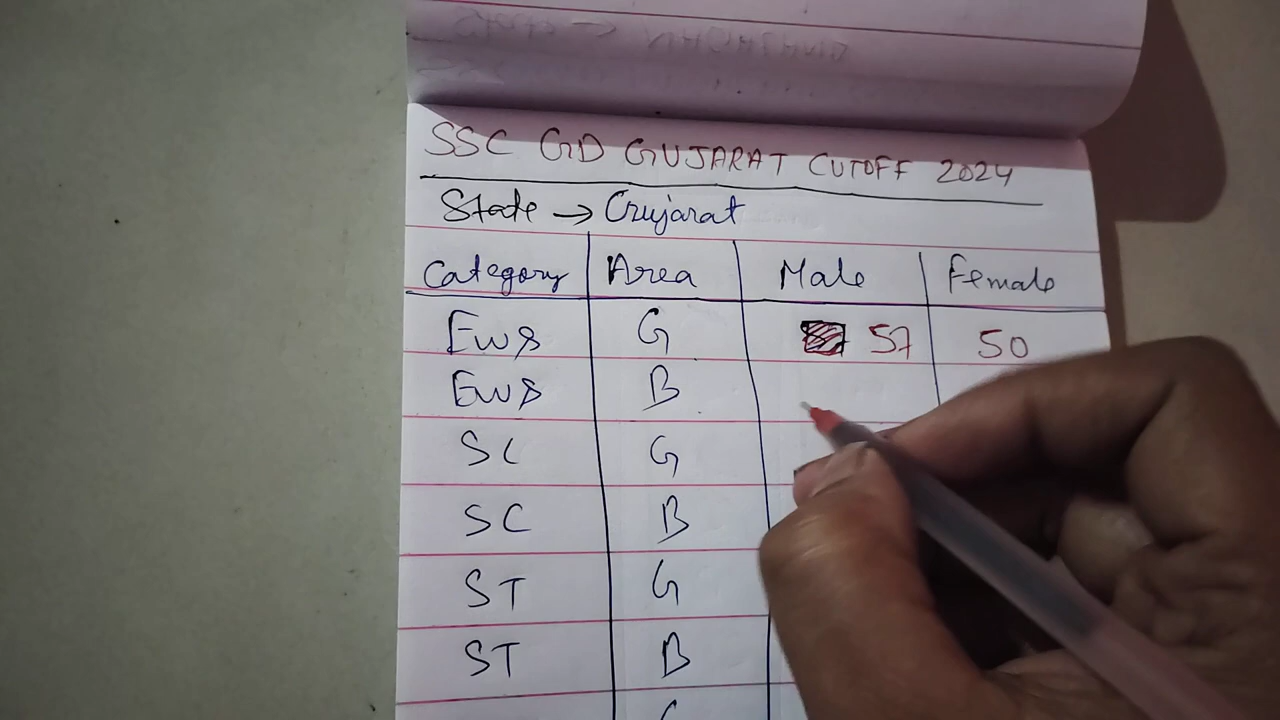 SSC GD GUJARAT CUTOFF 2024
State → Gujarat
Category Area Male Female
EWS G 57 50
EWS B
SC G
SC B
ST G
ST B
G